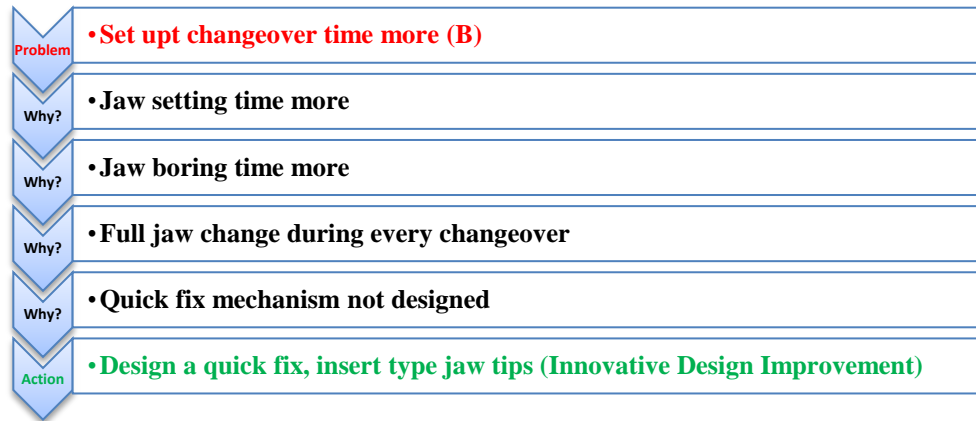 Problem
•Set upt changeover time more (B)
Why?
•Jaw setting time more
Why?
•Jaw boring time more
Why?
•Full jaw change during every changeover
Why?
•Quick fix mechanism not designed
Action
•Design a quick fix, insert type jaw tips (Innovative Design Improvement)